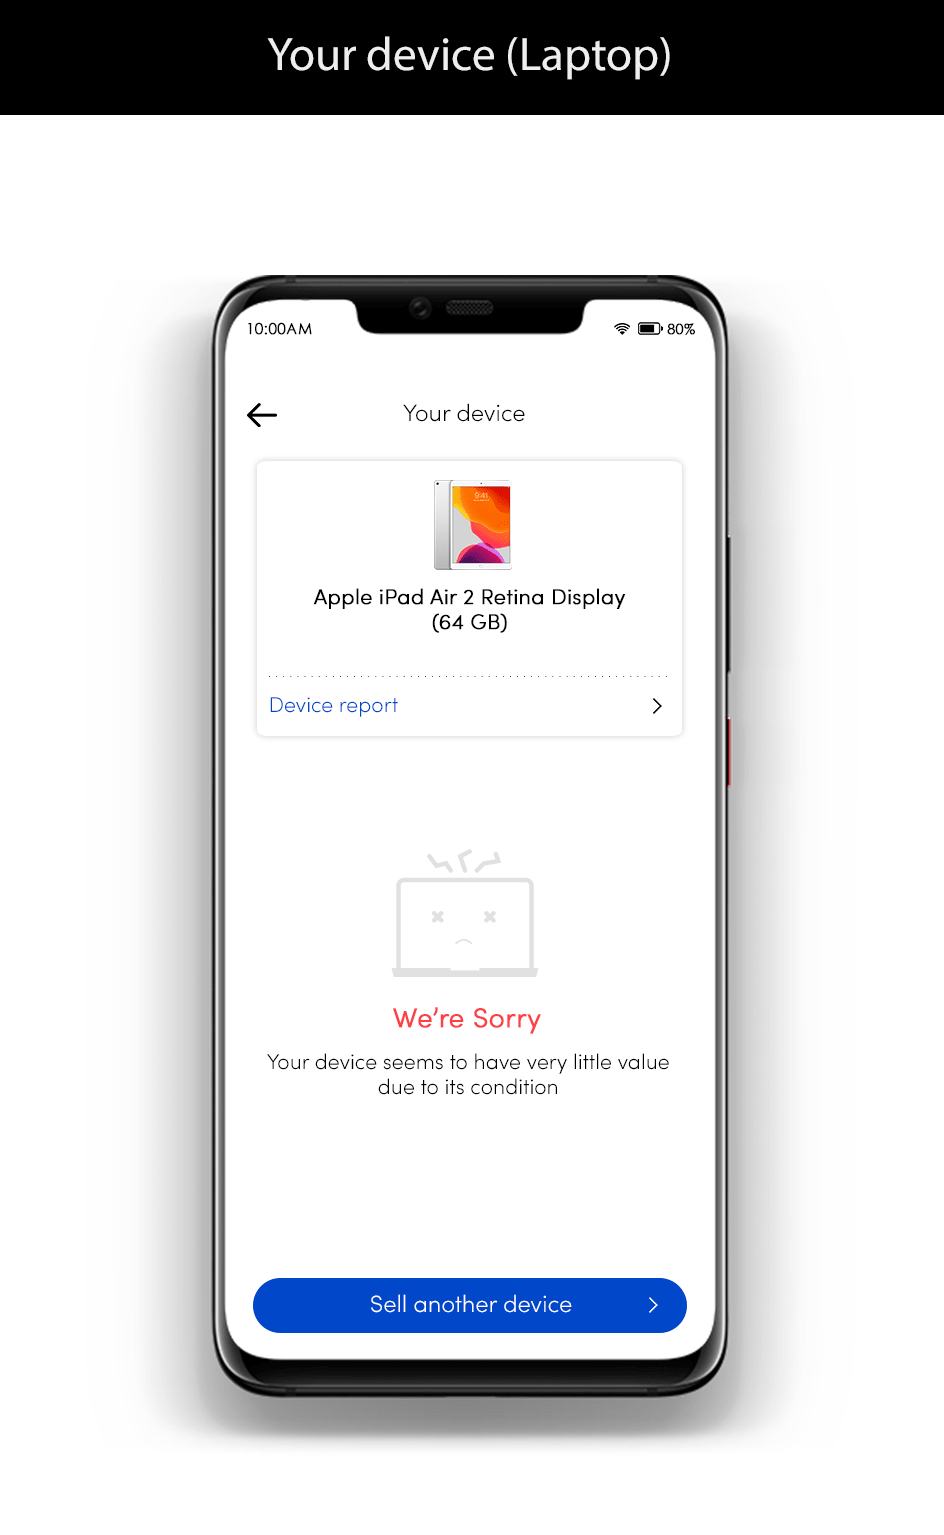 Your device (Laptop)
10:00AM 80%
Your device
9:41
Apple iPad Air 2 Retina Display
(64 GB)
Device report
We're Sorry
Your device seems to have very little value
due to its condition
Sell another device